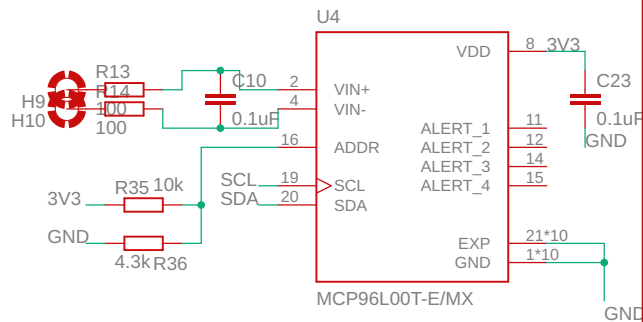 U4
VDD
8
3V3
R13
R14
100
100
H9
H10
C10
0.1uF
2
VIN+
4
VIN-
16
ADDR
C23
0.1uF
GND
ALERT_1
11
ALERT_2
12
ALERT_3
14
ALERT_4
15
SCL
19
SCL
SDA
20
SDA
3V3
R35
10k
GND
4.3k
R36
EXP
21*10
GND
1*10
MCP96L00T-E/MX
GND